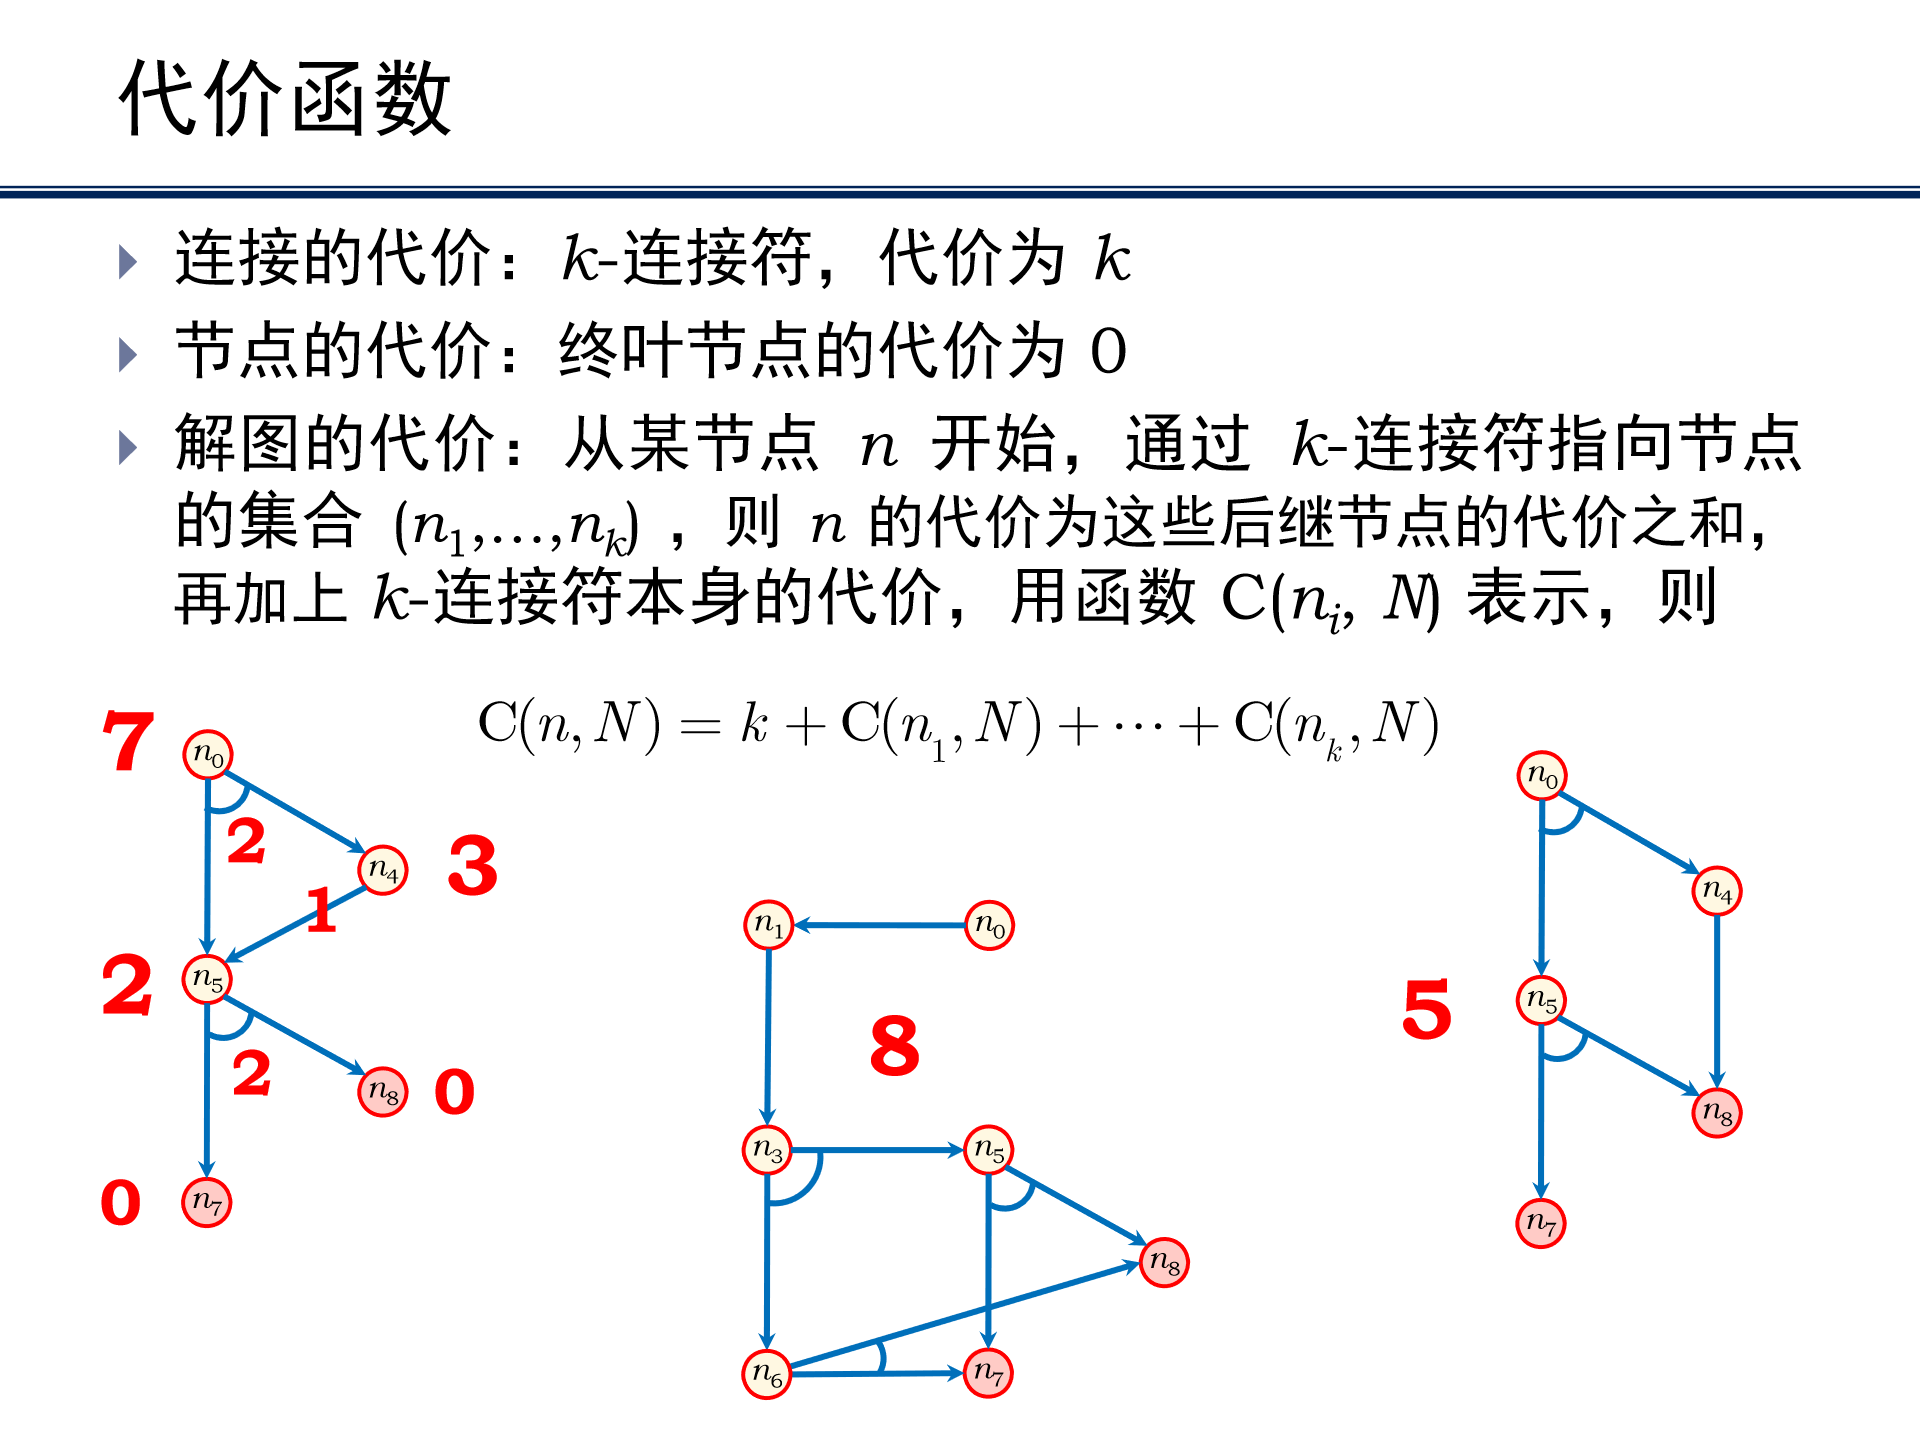 代价函数
连接的代价：k-连接符，代价为 k
节点的代价：终叶节点的代价为 0
解图的代价：从某节点 n 开始，通过 k-连接符指向节点
的集合 (n1,…,nk)，则 n 的代价为这些后继节点的代价之和，
再加上 k-连接符本身的代价，用函数 C(ni, N) 表示，则
C(n, N) = k + C(n1, N) + ⋯ + C(nk, N)
7
n0
2
n4
3
1
2
n5
2
n8
0
0
n7
n1
n0
8
n3
n5
n8
n6
n7
n0
n4
5
n5
n8
n7